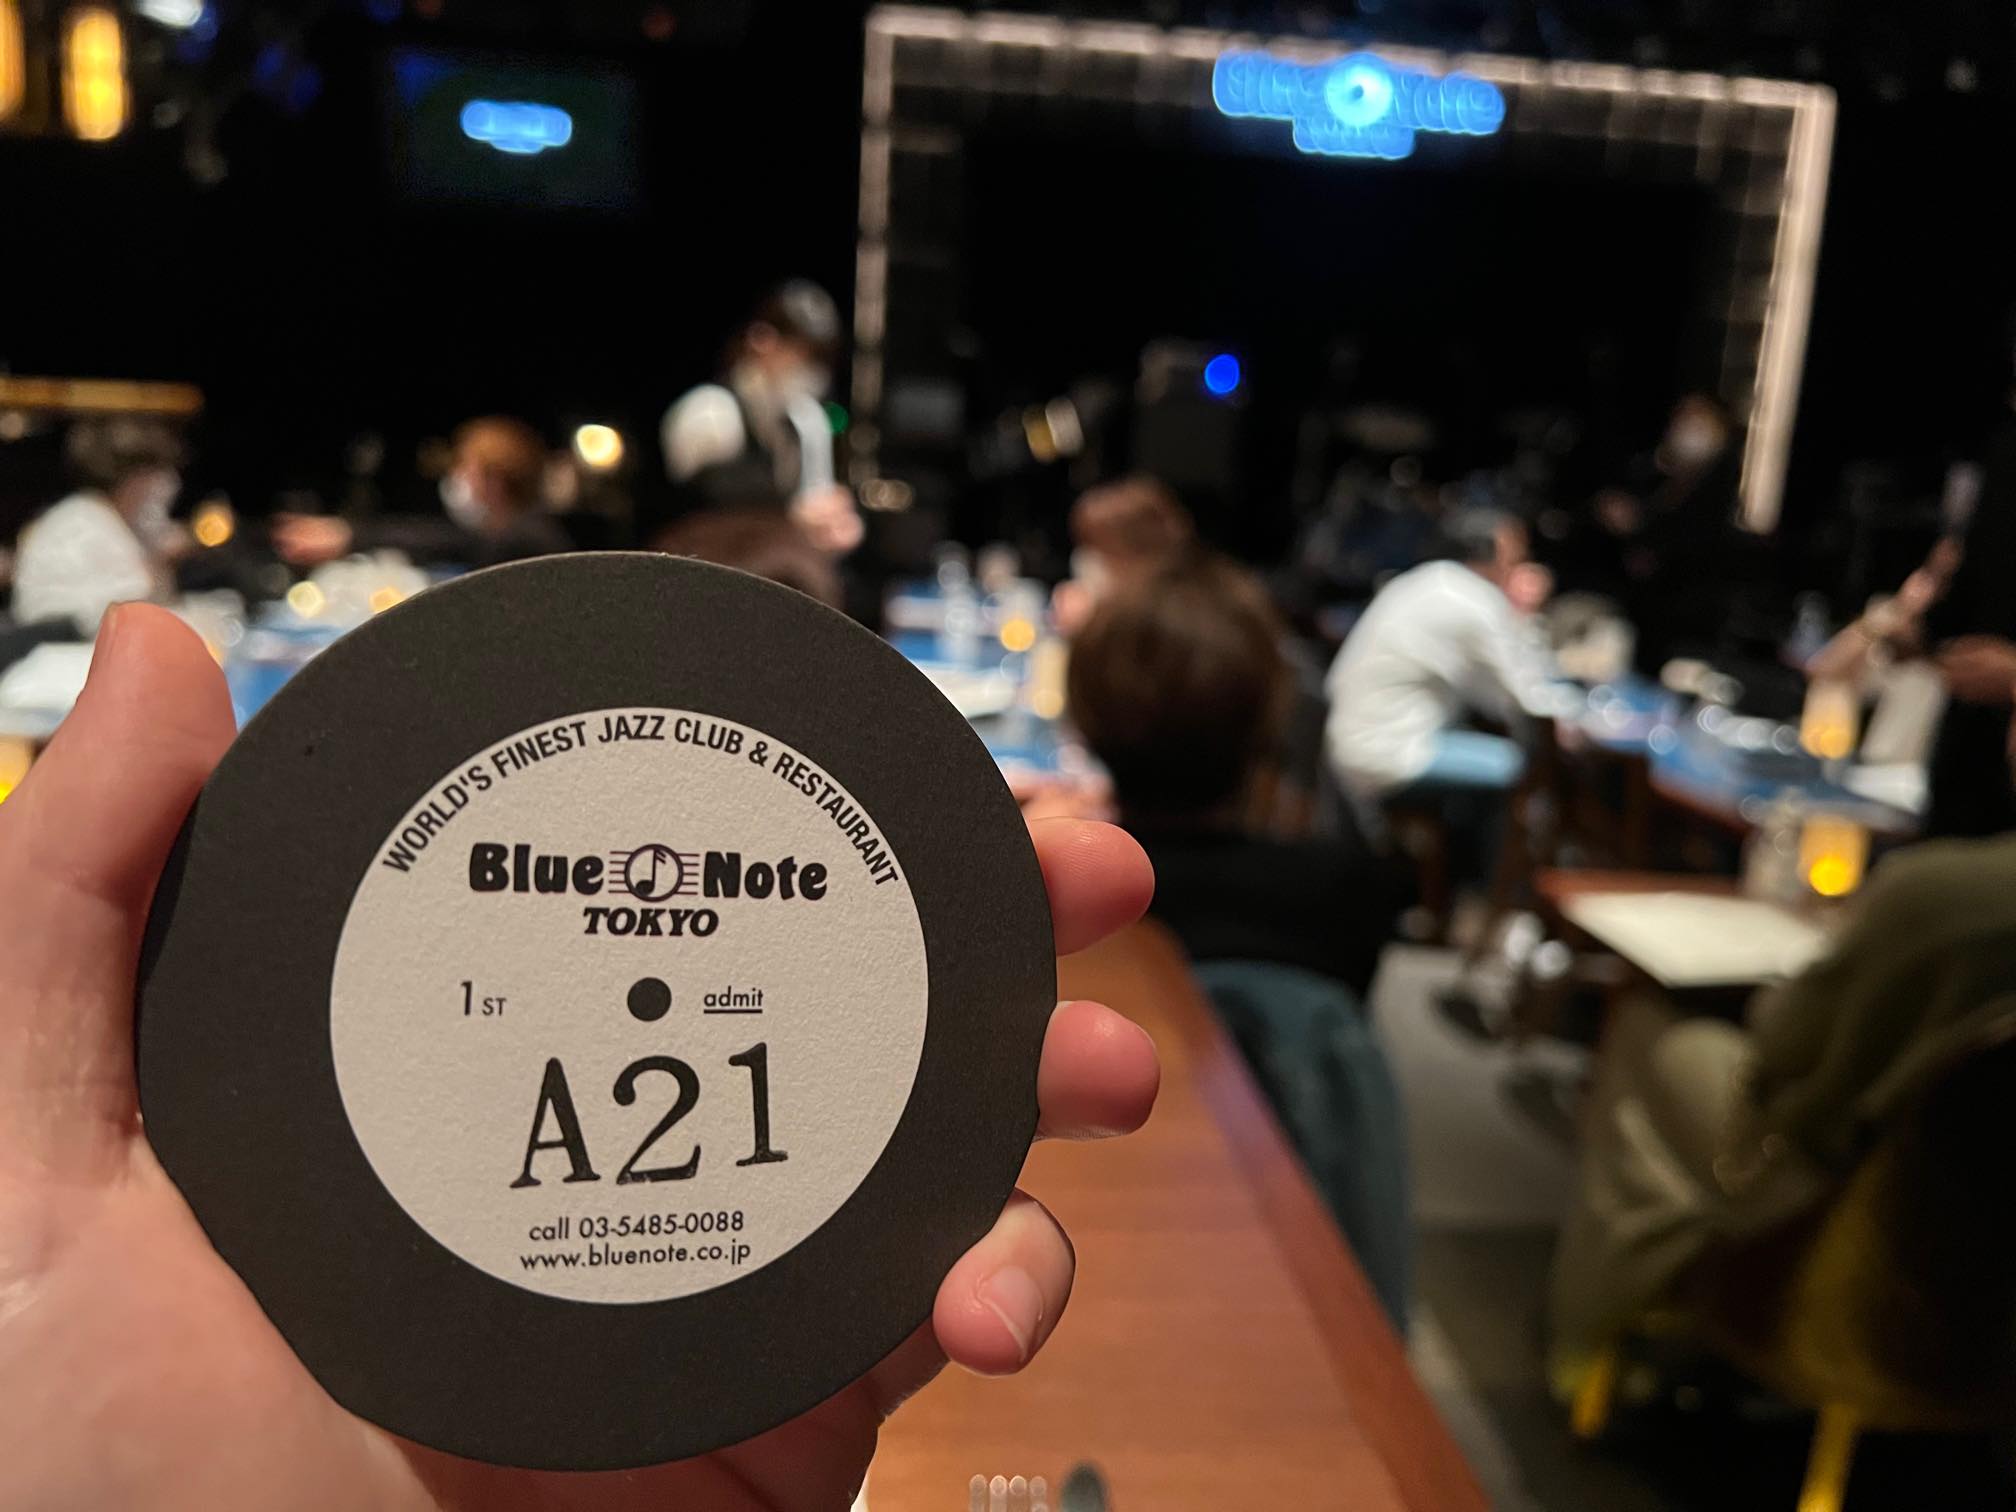 WORLD'S FINEST JAZZ CLUB & RESTAURANT
Blue Note
TOKYO
1ST admit
A21
call 03-5485-0088
www.bluenote.co.jp